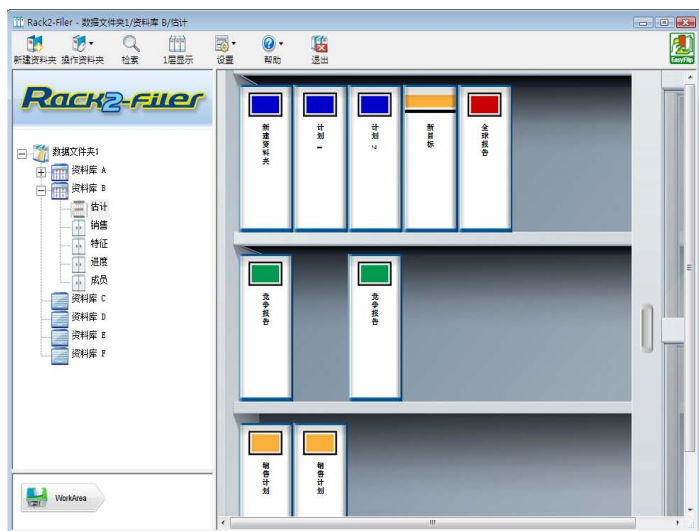 Rack2-Filer - 数据文件夹1/资料库 B/估计
新建资料夹 操作资料夹 检索 1层显示 设置 帮助 退出
EasyFlip
Rack2-Filer
数据文件夹1
资料库 A
资料库 B
估计
销售
特征
进度
成员
资料库 C
资料库 D
资料库 E
资料库 F
WorkArea
新建资料夹
计划 1
计划 2
新目标
全球报告
竞争报告
竞争报告
销售计划
销售计划